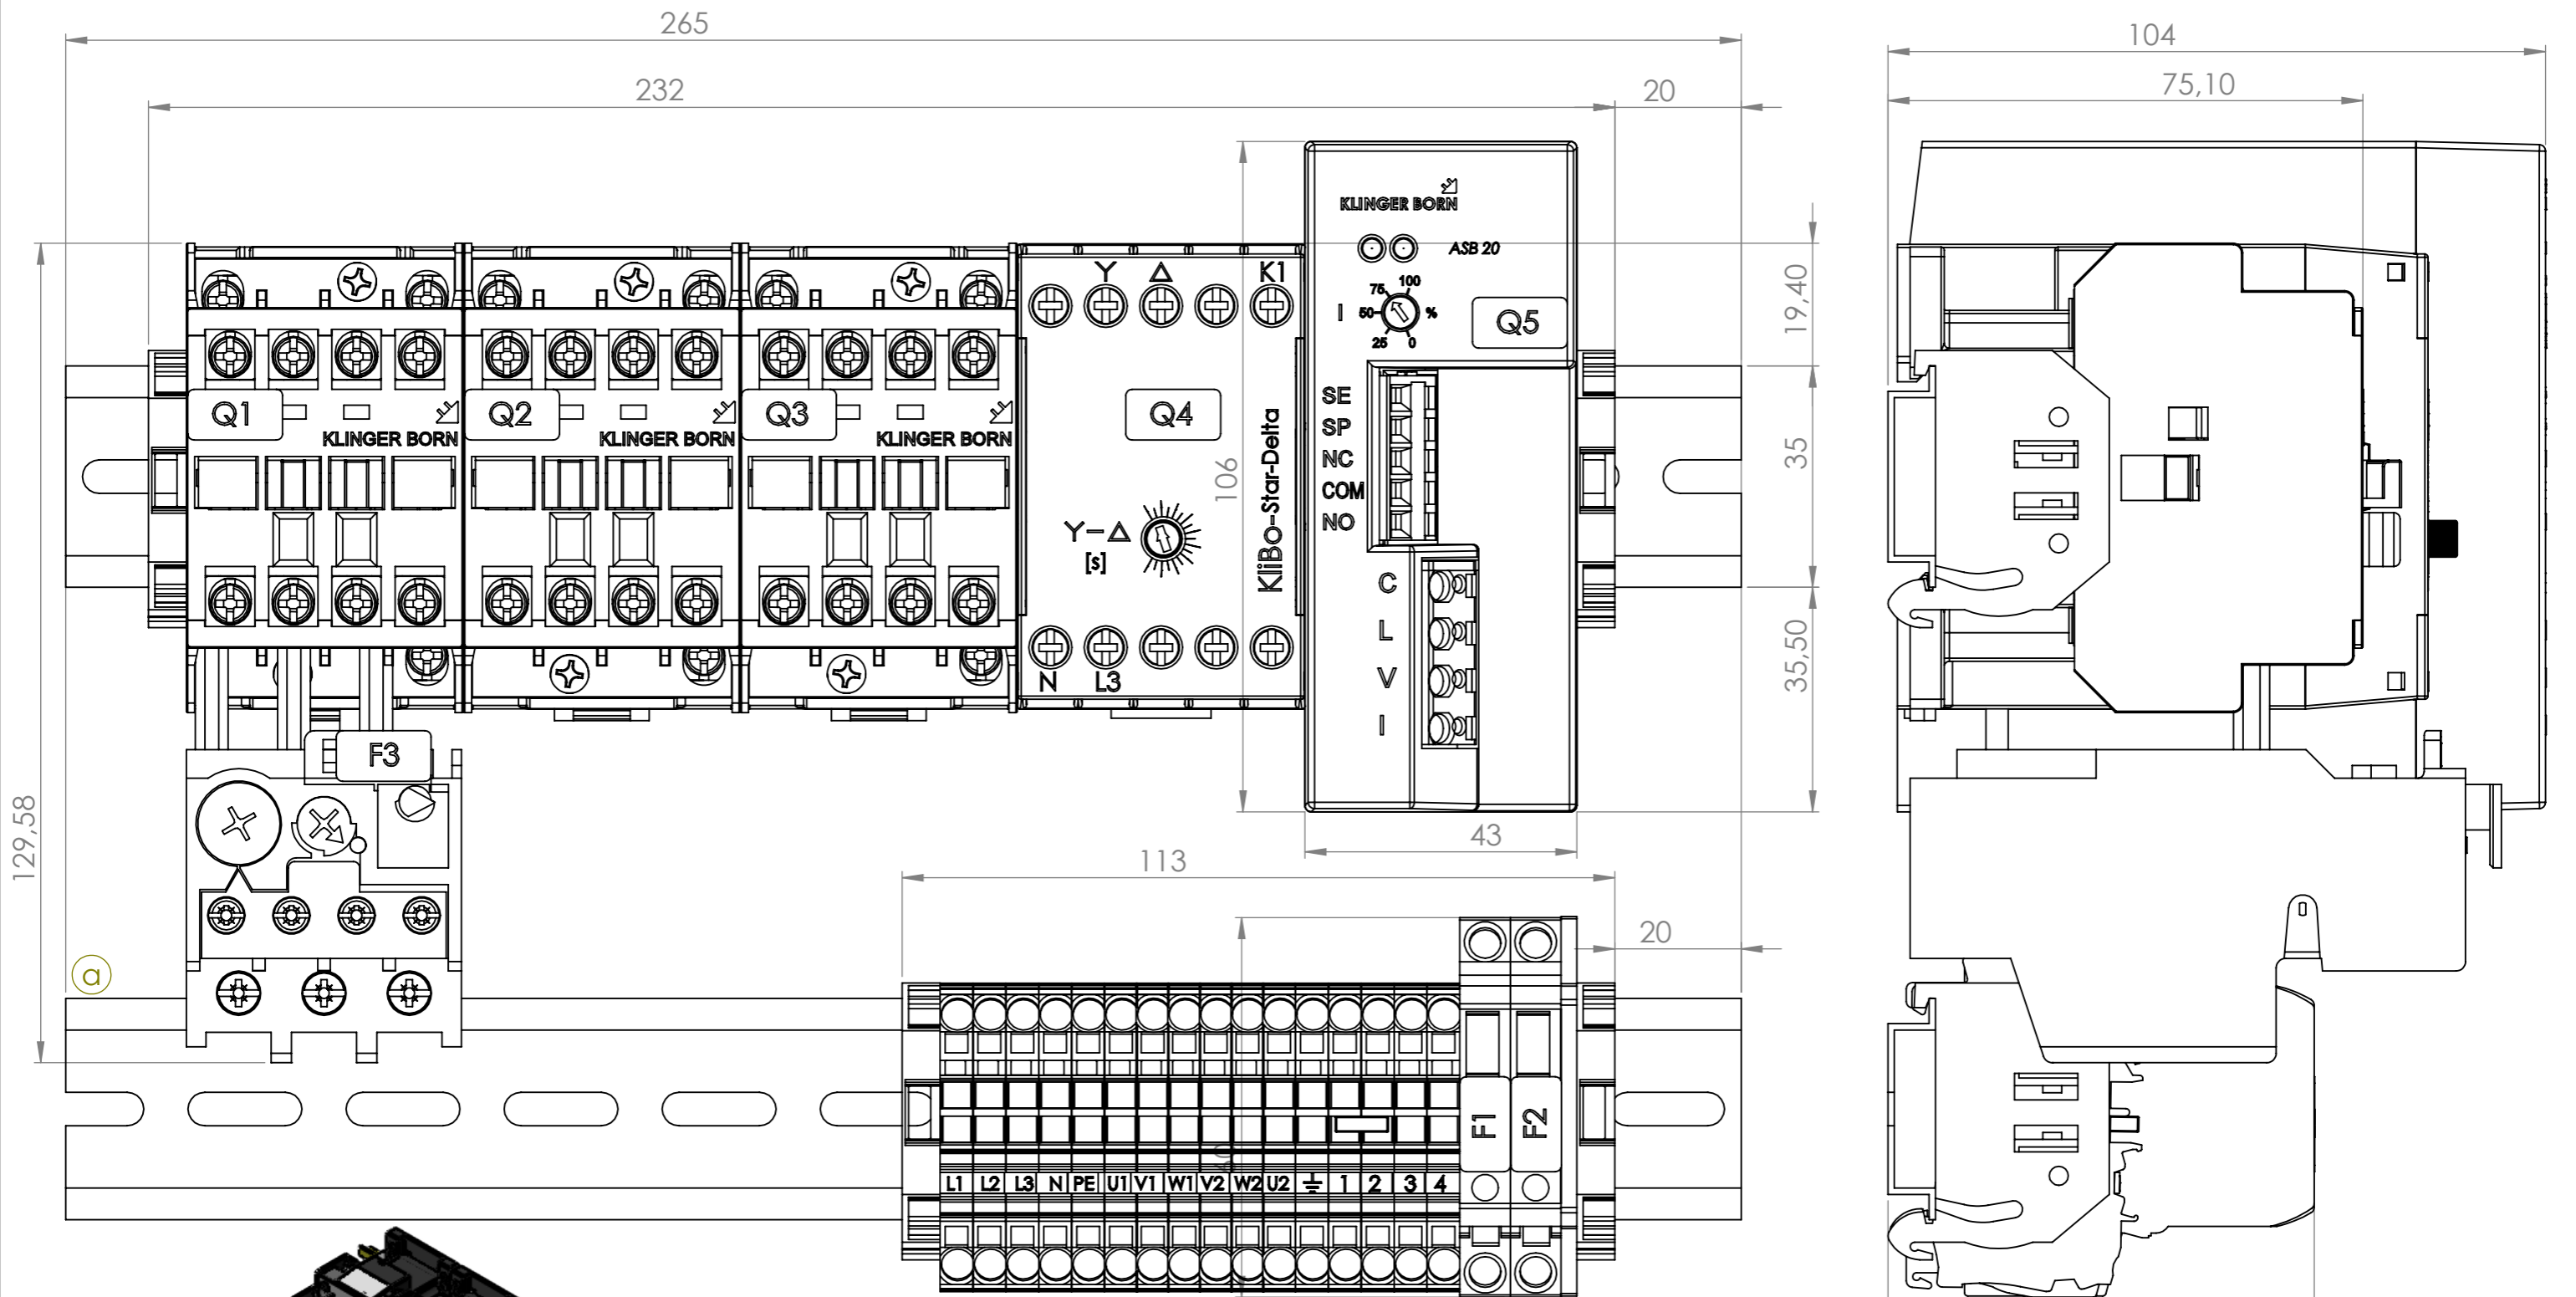 265
104
232
20
75,10
KLINGER BORN
ASB 20
Y △ K1
75 100
I 50 %
25 0
Q5
19,40
Q1
Q2
Q3
Q4
KLINGER BORN
KLINGER BORN
KLINGER BORN
KliBo-Star-Delta
106
SE
SP
NC
COM
NO
35
Y-△
[s]
C
L
V
I
35,50
N L3
F3
129,58
43
113
20
a
F1
F2
60
L1 L2 L3 N PE U1 V1 W1 V2 W2 U2 ⏚ 1 2 3 4